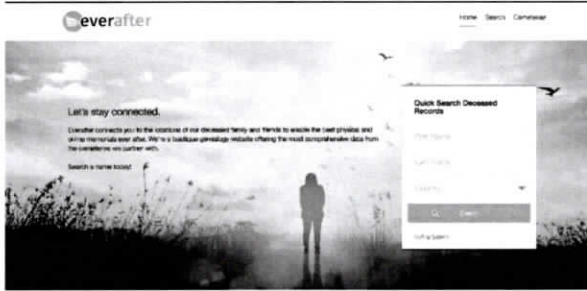 everafter
Home Search Cemeteries
Let's stay connected.
Everafter connects you to the locations of our deceased family and friends to enable the best physical and
online memorials ever after. We're a boutique genealogy website offering the most comprehensive data from
the cemeteries we partner with.
Search a name today!
Quick Search Deceased
Records
First Name
Last Name
Country
Search